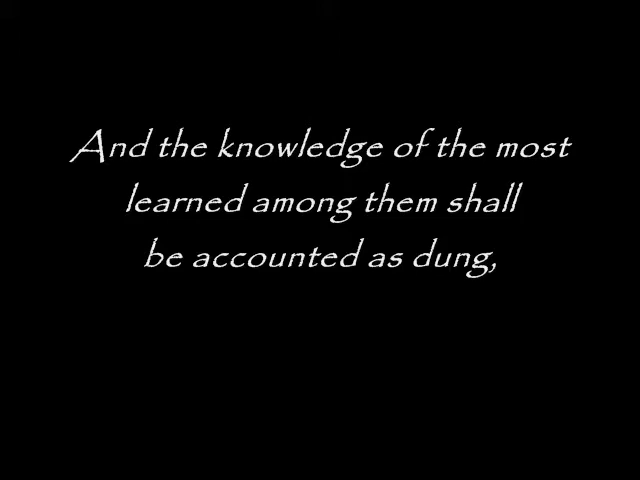 And the knowledge of the most
learned among them shall
be accounted as dung,